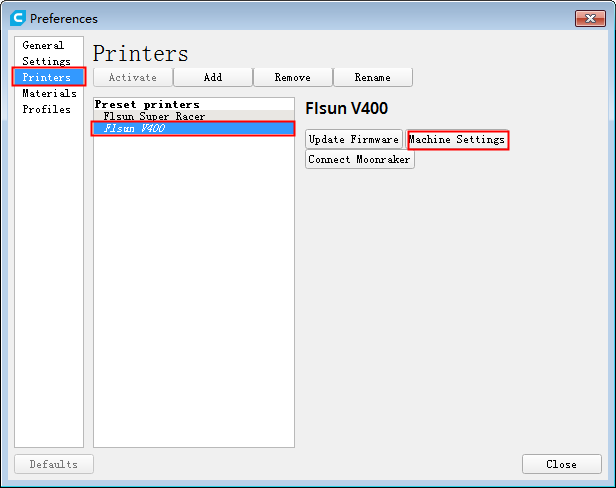 Preferences
General
Settings
Printers
Materials
Profiles
Printers
Activate Add Remove Rename
Preset printers
Flsun Super Racer
Flsun V400
Flsun V400
Update Firmware Machine Settings
Connect Moonraker
Defaults Close